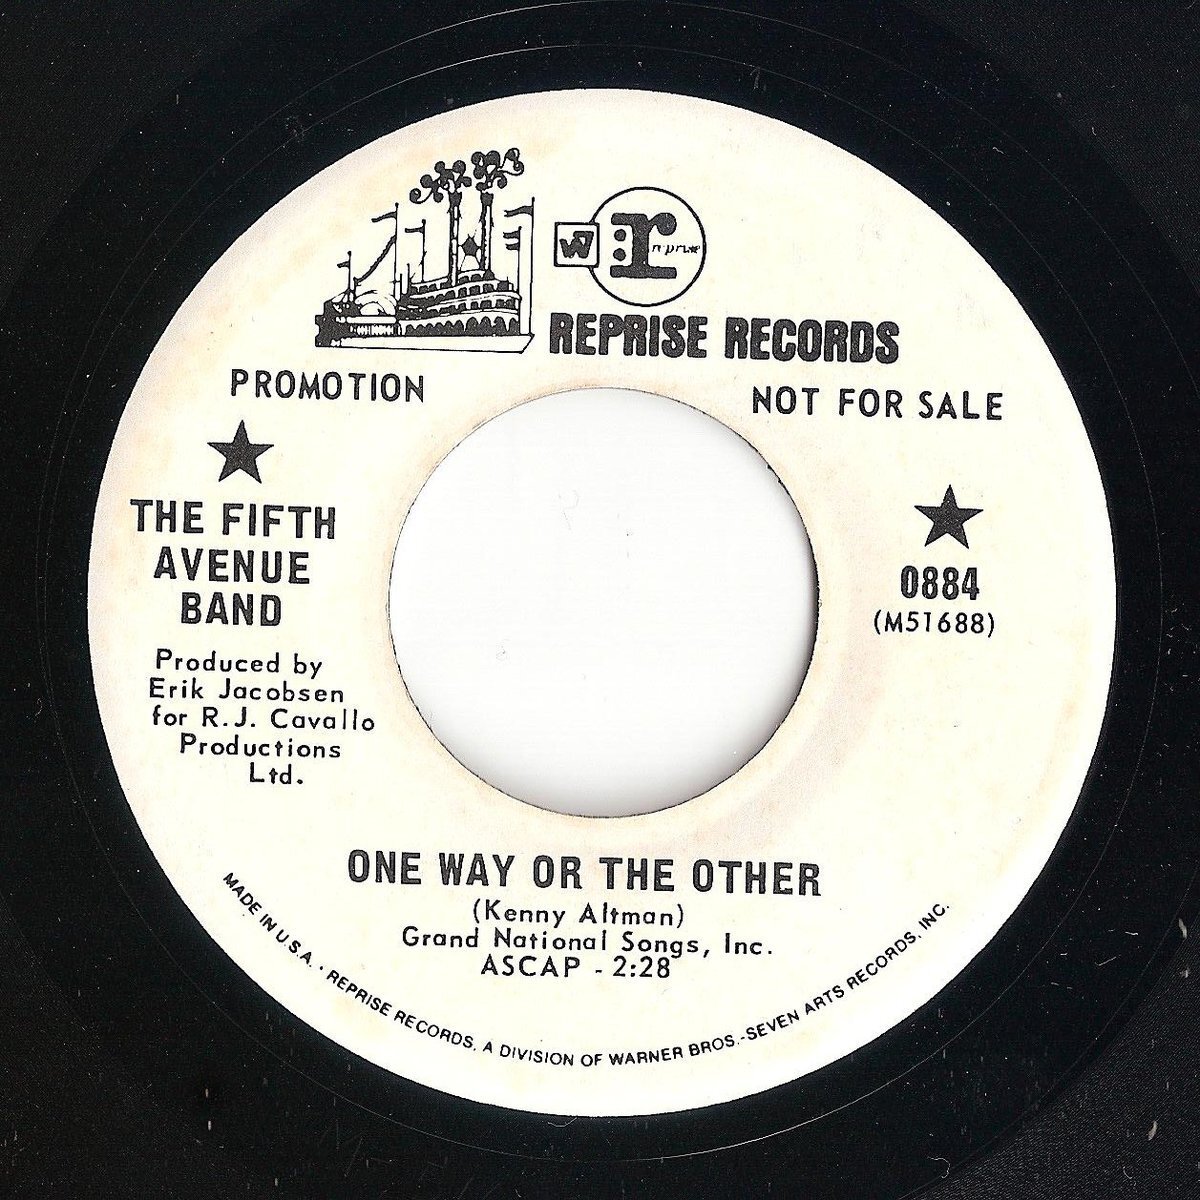 W7
r
reprise
REPRISE RECORDS
PROMOTION
NOT FOR SALE
THE FIFTH
AVENUE
BAND
0884
(M51688)
Produced by
Erik Jacobsen
for R.J. Cavallo
Productions
Ltd.
ONE WAY OR THE OTHER
(Kenny Altman)
Grand National Songs, Inc.
ASCAP - 2:28
MADE IN U.S.A. · REPRISE RECORDS, A DIVISION OF WARNER BROS.-SEVEN ARTS RECORDS, INC.